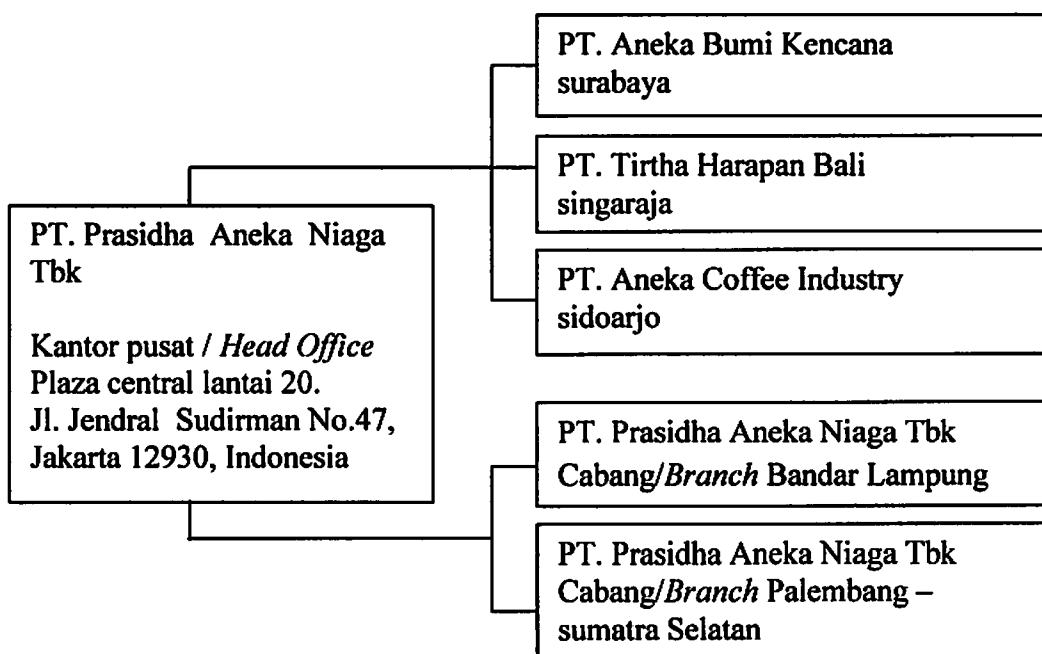 PT. Aneka Bumi Kencana
surabaya
PT. Tirtha Harapan Bali
singaraja
PT. Aneka Coffee Industry
sidoarjo
PT. Prasidha Aneka Niaga
Tbk
Kantor pusat / Head Office
Plaza central lantai 20.
Jl. Jendral Sudirman No.47,
Jakarta 12930, Indonesia
PT. Prasidha Aneka Niaga Tbk
Cabang/Branch Bandar Lampung
PT. Prasidha Aneka Niaga Tbk
Cabang/Branch Palembang –
sumatra Selatan